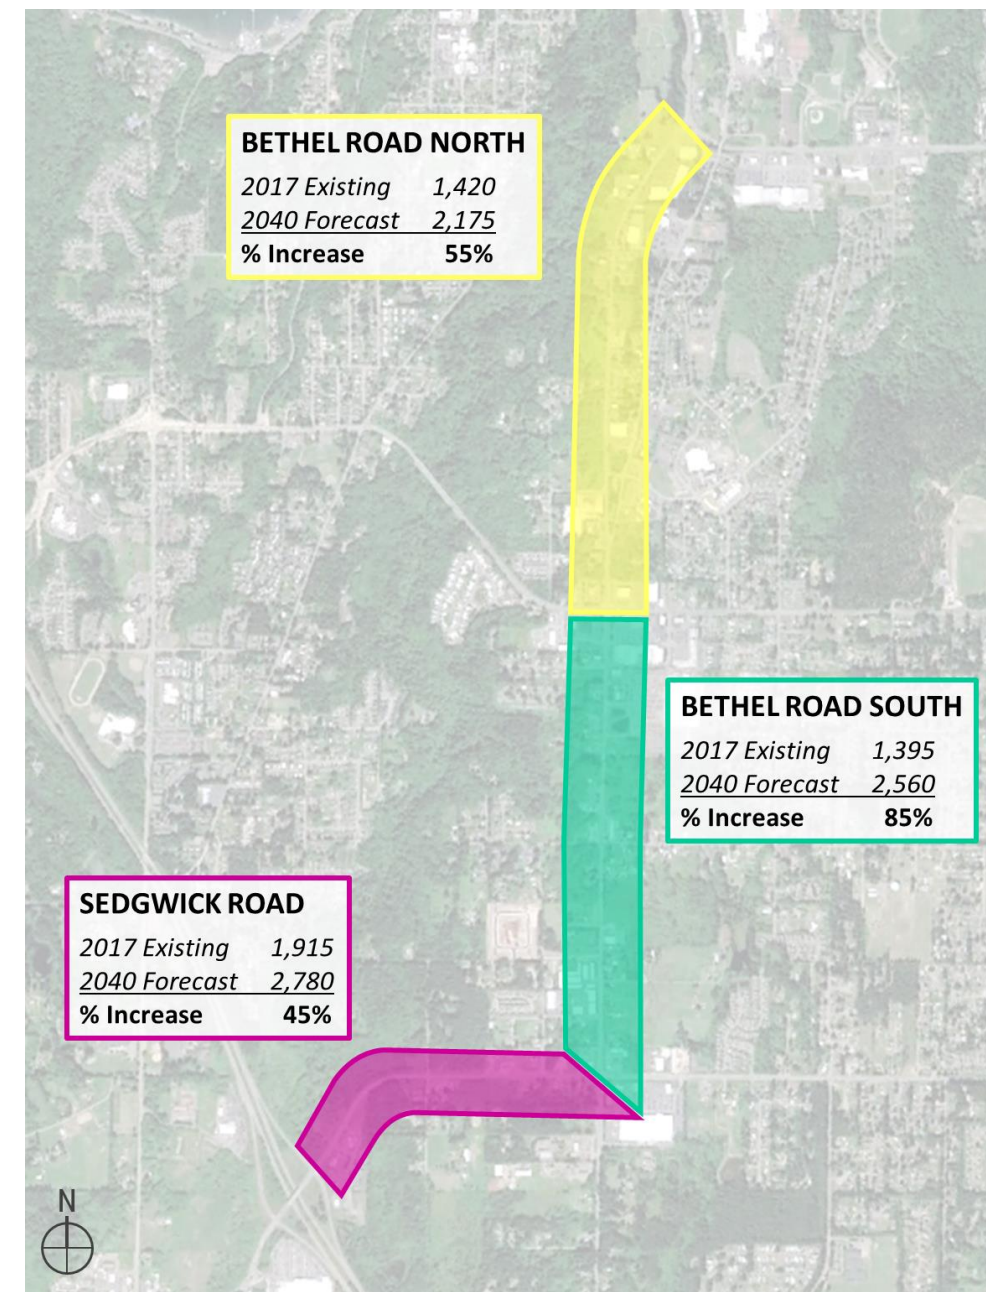 BETHEL ROAD NORTH
2017 Existing 1,420
2040 Forecast 2,175
% Increase 55%
BETHEL ROAD SOUTH
2017 Existing 1,395
2040 Forecast 2,560
% Increase 85%
SEDGWICK ROAD
2017 Existing 1,915
2040 Forecast 2,780
% Increase 45%
N